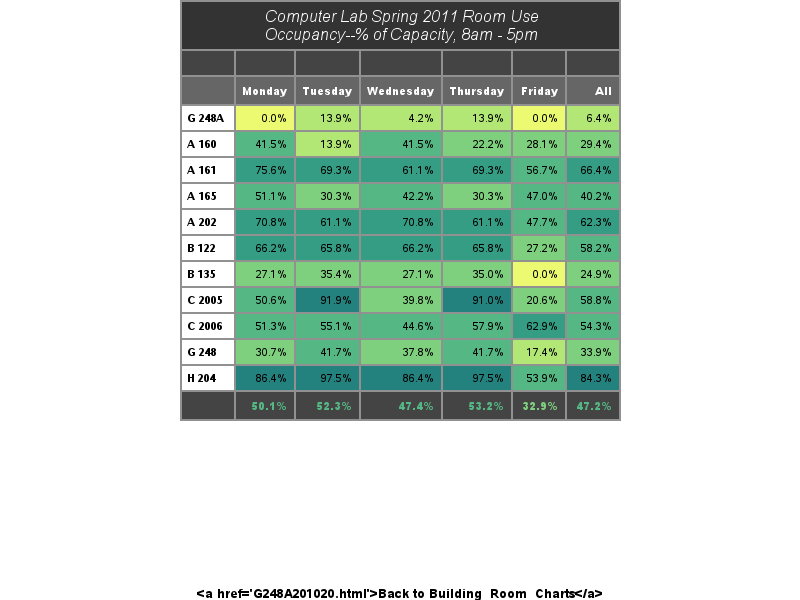 Computer Lab Spring 2011 Room Use
Occupancy--% of Capacity, 8am - 5pm
Monday Tuesday Wednesday Thursday Friday All
G 248A 0.0% 13.9% 4.2% 13.9% 0.0% 6.4%
A 160 41.5% 13.9% 41.5% 22.2% 28.1% 29.4%
A 161 75.6% 69.3% 61.1% 69.3% 56.7% 66.4%
A 165 51.1% 30.3% 42.2% 30.3% 47.0% 40.2%
A 202 70.8% 61.1% 70.8% 61.1% 47.7% 62.3%
B 122 66.2% 65.8% 66.2% 65.8% 27.2% 58.2%
B 135 27.1% 35.4% 27.1% 35.0% 0.0% 24.9%
C 2005 50.6% 91.9% 39.8% 91.0% 20.6% 58.8%
C 2006 51.3% 55.1% 44.6% 57.9% 62.9% 54.3%
G 248 30.7% 41.7% 37.8% 41.7% 17.4% 33.9%
H 204 86.4% 97.5% 86.4% 97.5% 53.9% 84.3%
50.1% 52.3% 47.4% 53.2% 32.9% 47.2%
<a href='G248A201020.html'>Back to Building_Room_Charts</a>